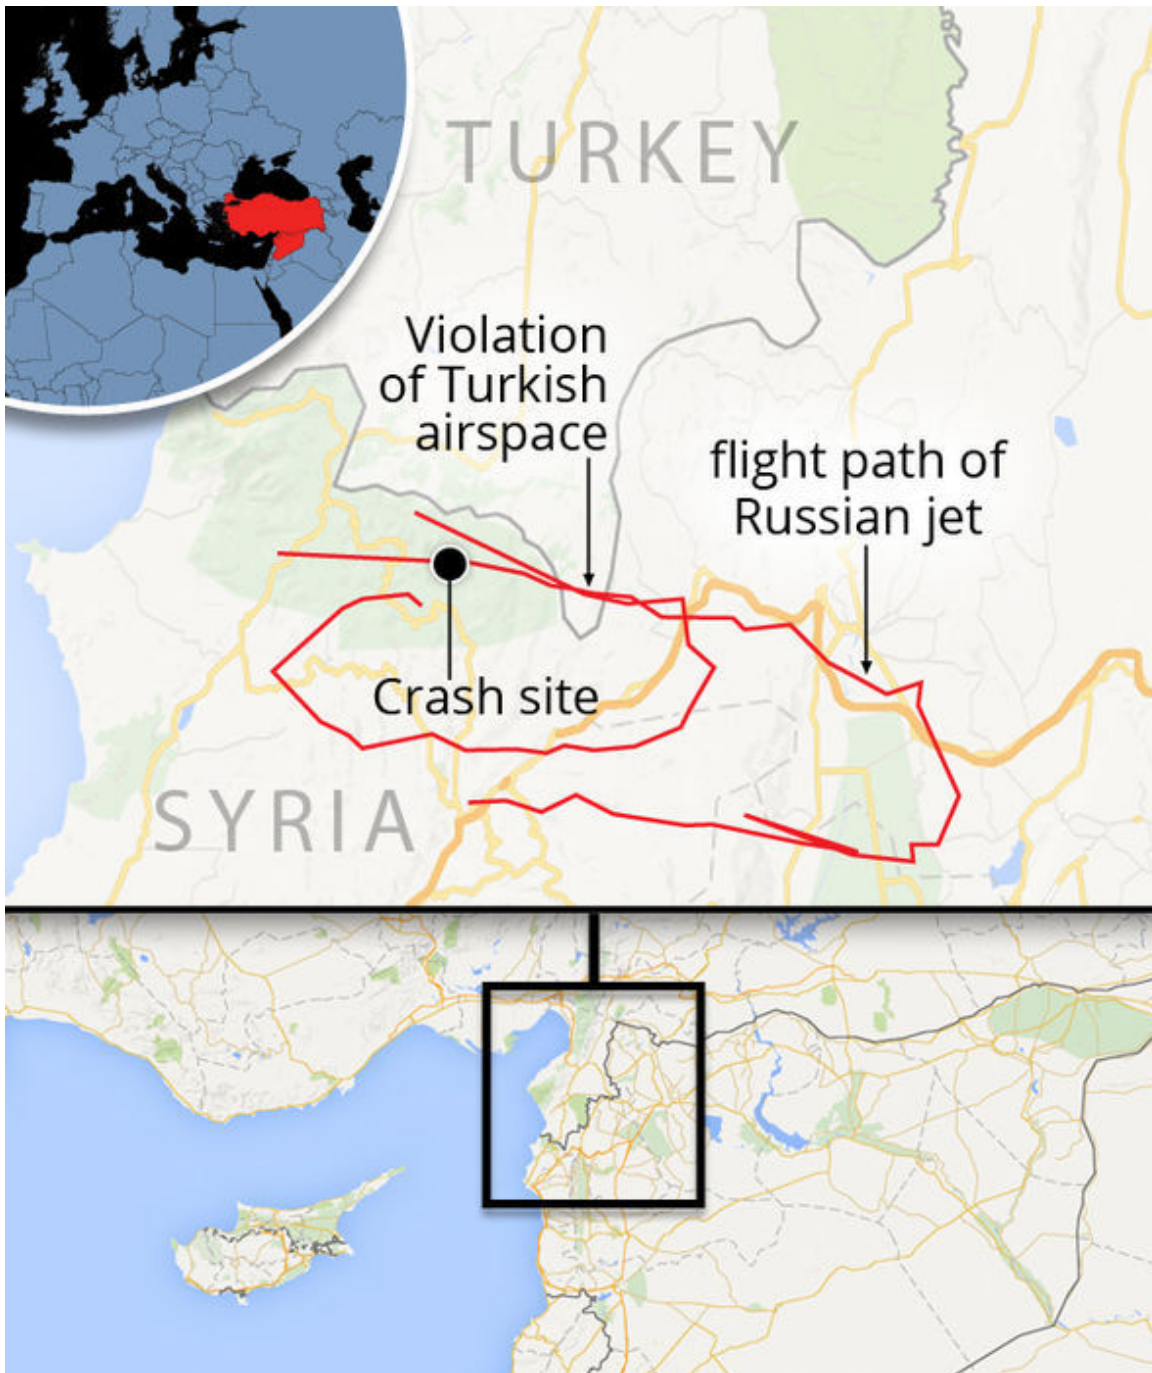 TURKEY
Violation
of Turkish
airspace
flight path of
Russian jet
Crash site
SYRIA